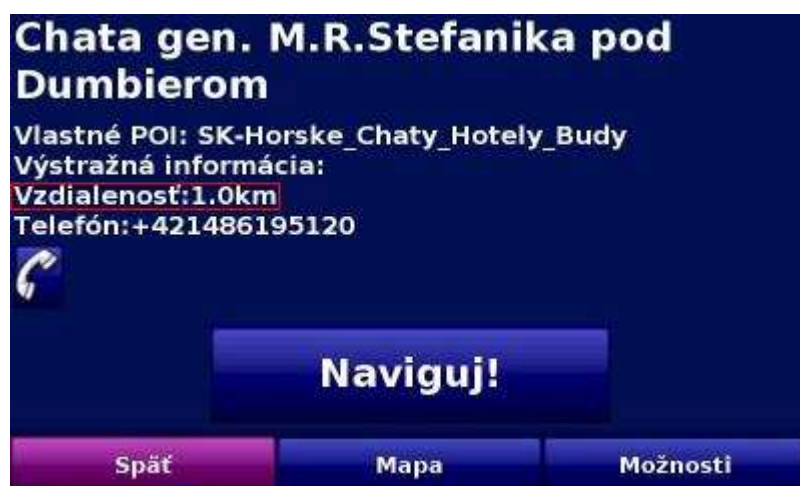 Chata gen. M.R.Stefanik​a pod
Dumbierom
Vlastné POI: SK-Horske_Chaty_Hotely_Budy
Výstražná informácia:
Vzdialenosť:1.0km
Telefón:+421486195120
Naviguj!
Späť
Mapa
Možnosti